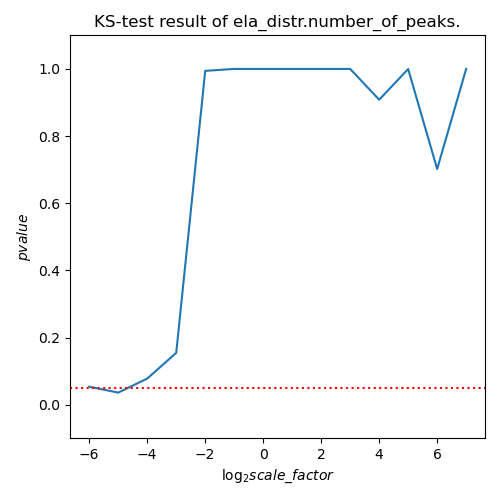 KS-test result of ela_distr.number_of_peaks.
1.0
0.8
0.6
0.4
0.2
0.0
pvalue
−6 −4 −2 0 2 4 6
log₂scale_factor